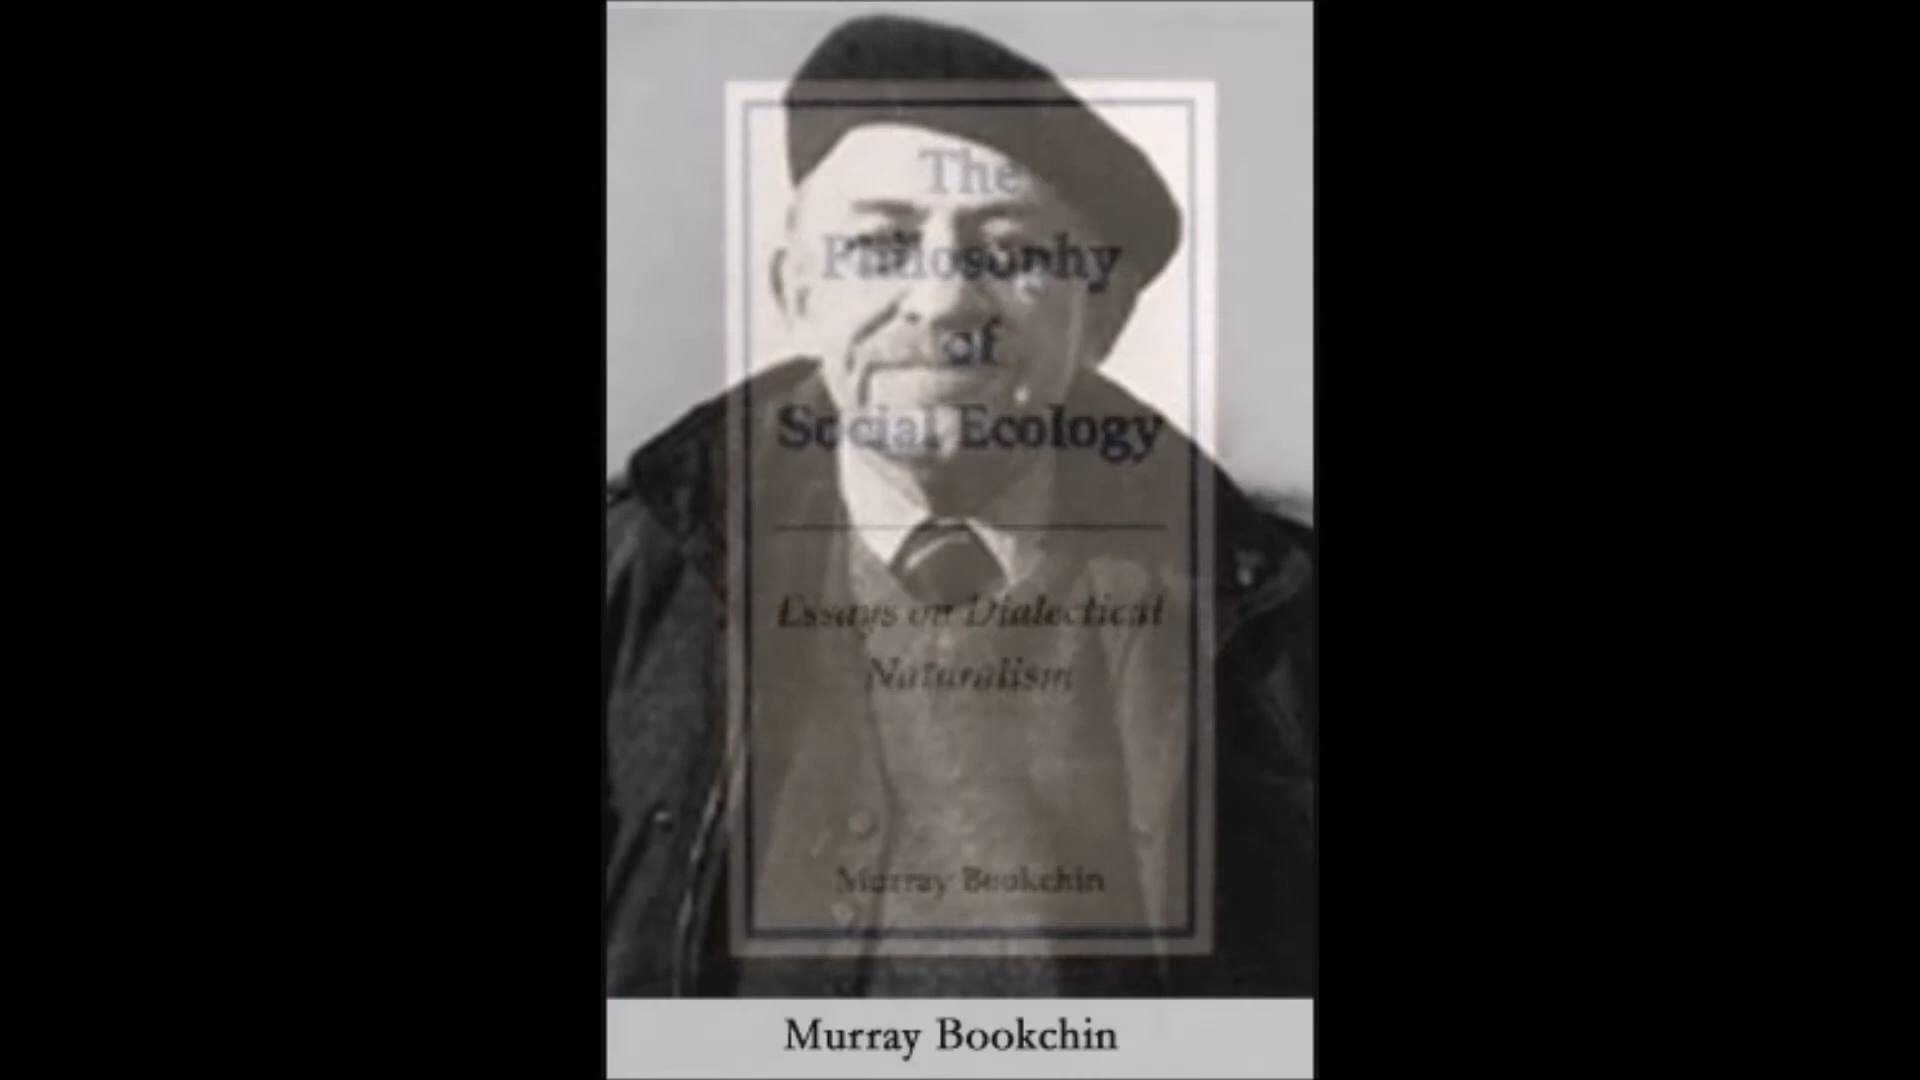 The
Philosophy
of
Social Ecology
Essays on Dialectical
Naturalism
Murray Bookchin
Murray Bookchin